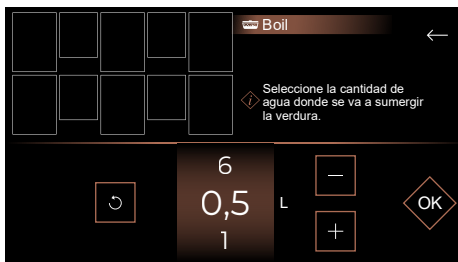 Boil
Seleccione la cantidad de
agua donde se va a sumergir
la verdura.
6
0,5 L
1
OK